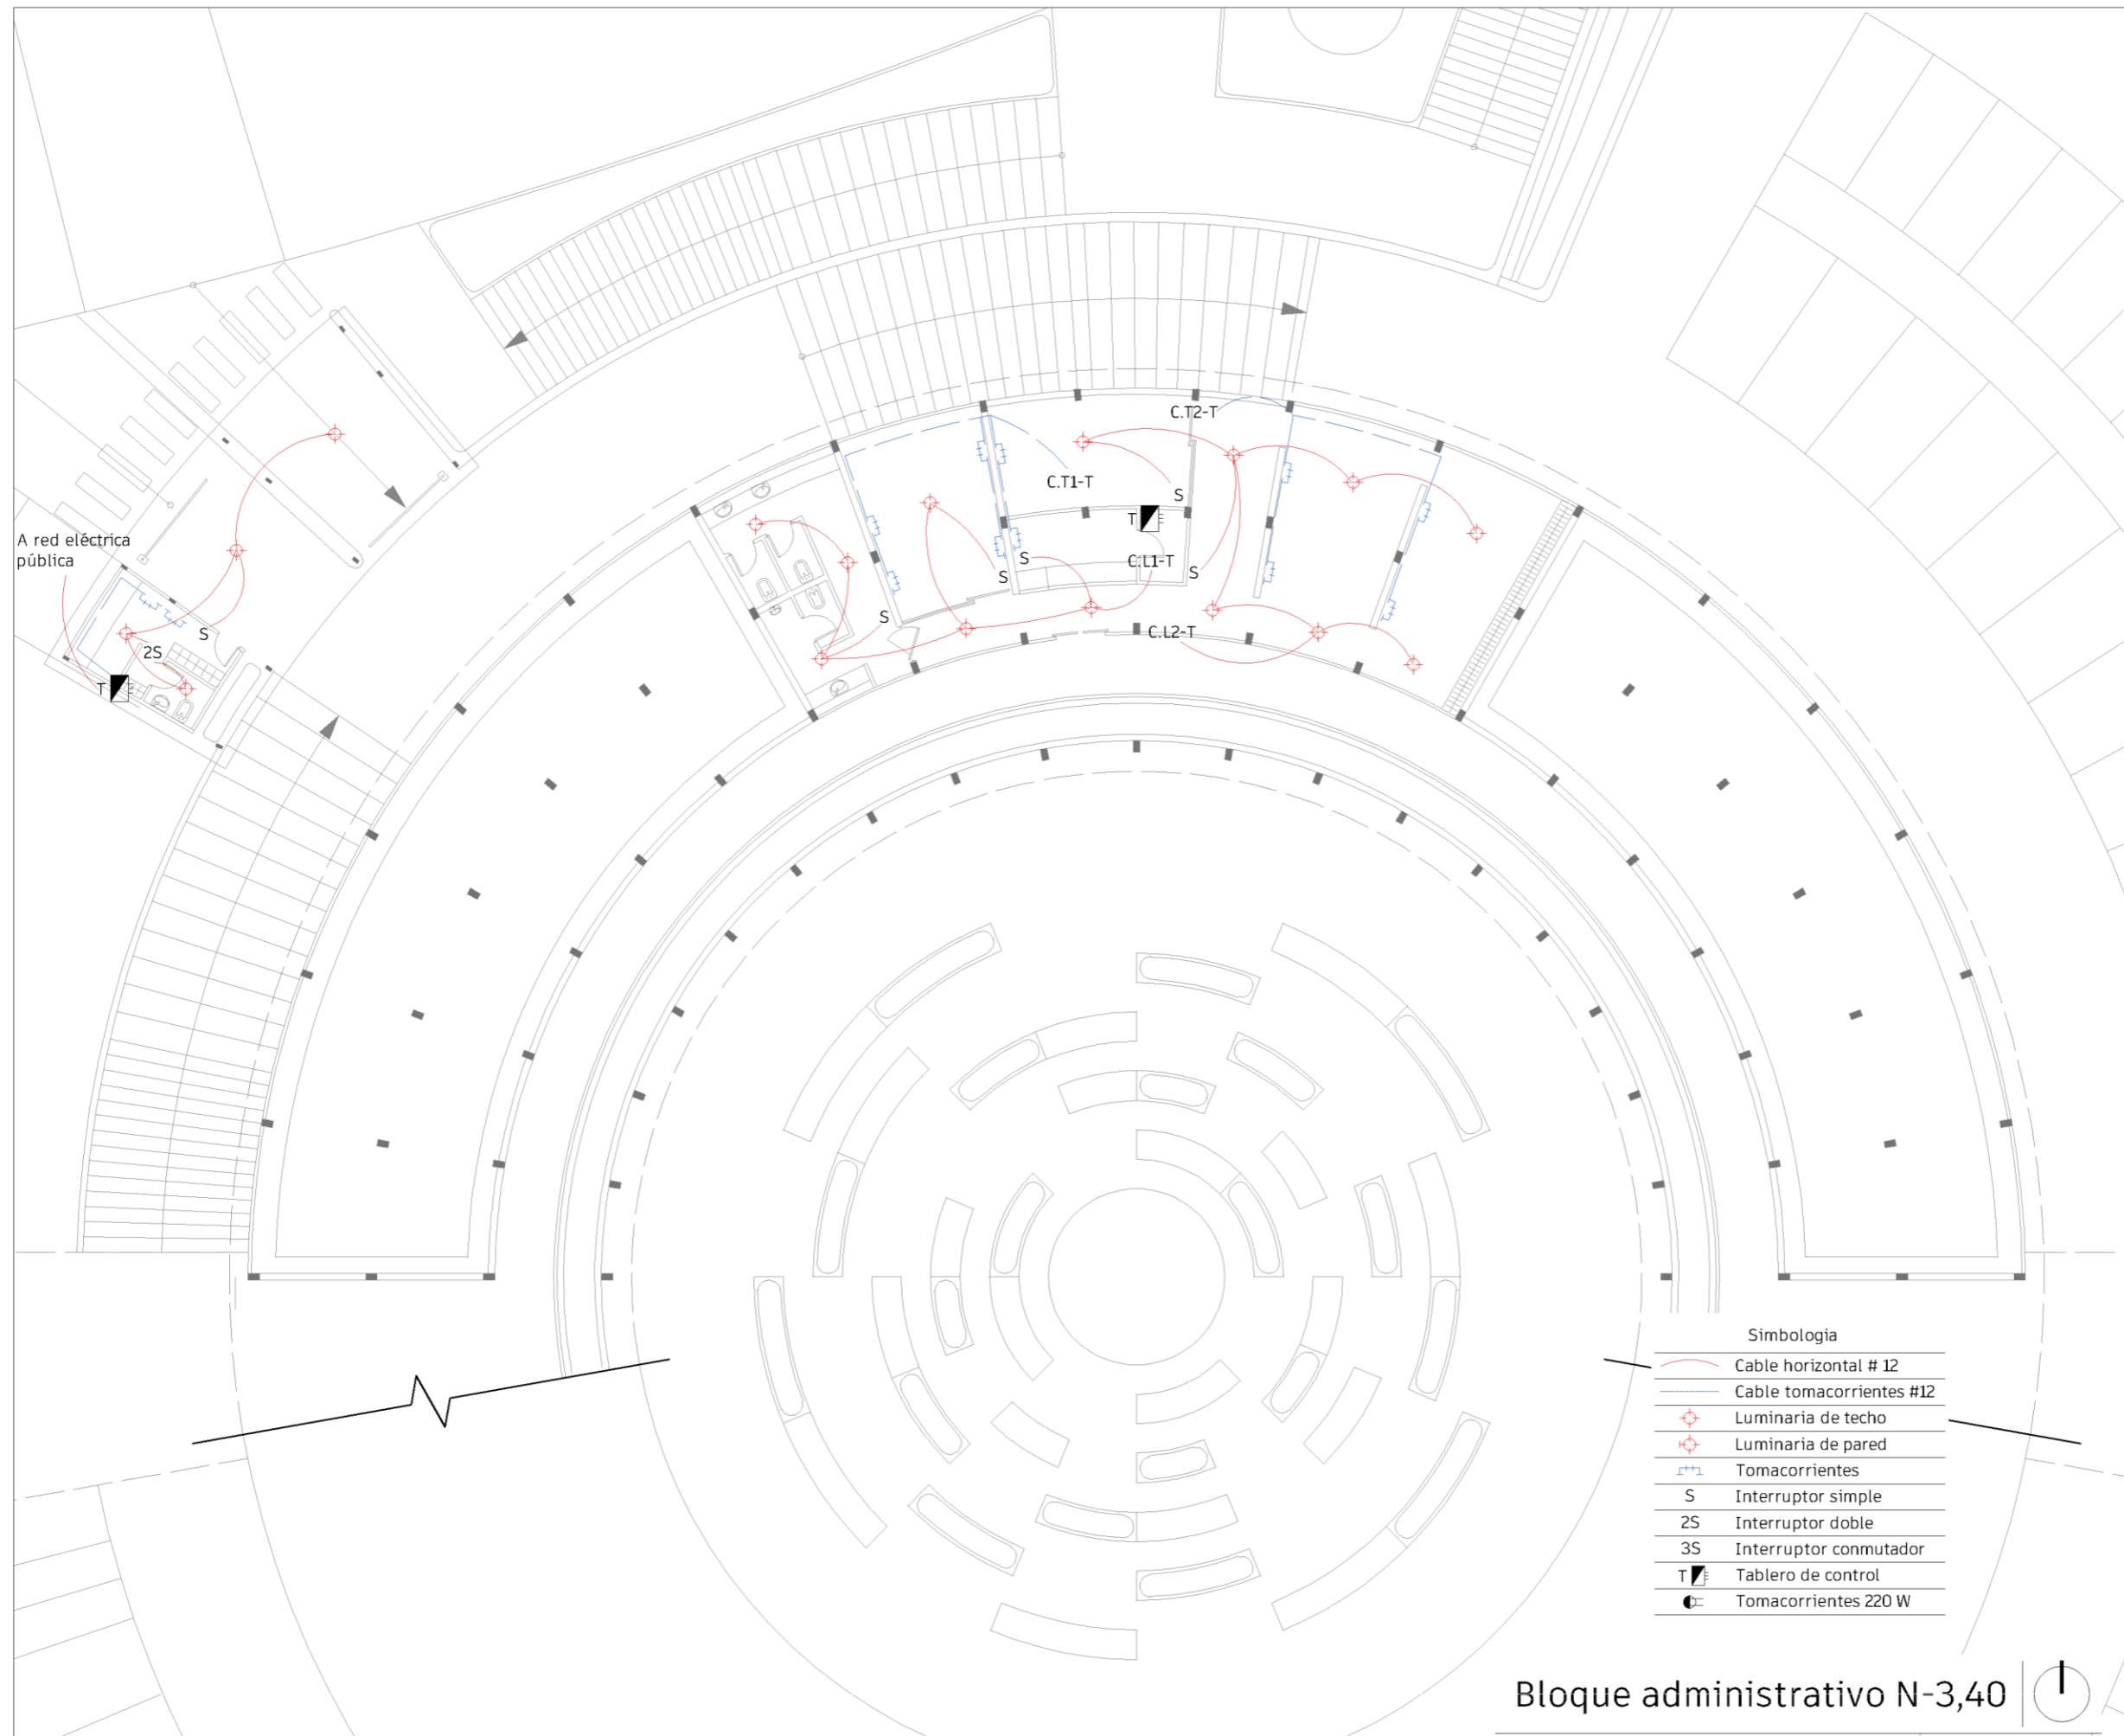 C.T2-T
C.T1-T
S
T
A red eléctrica
pública
S
C.L1-T
S
S
S
S
C.L2-T
2S
T
Simbologia
Cable horizontal # 12
Cable tomacorrientes #12
Luminaria de techo
Luminaria de pared
Tomacorrientes
S Interruptor simple
2S Interruptor doble
3S Interruptor conmutador
T Tablero de control
Tomacorrientes 220 W
Bloque administrativo N-3,40